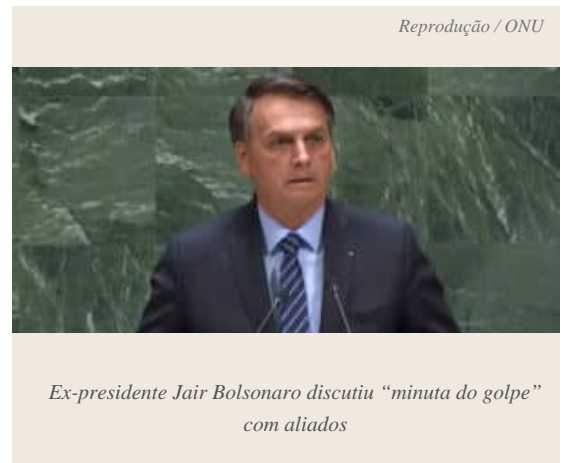 Reprodução / ONU
Ex-presidente Jair Bolsonaro discutiu “minuta do golpe”
com aliados